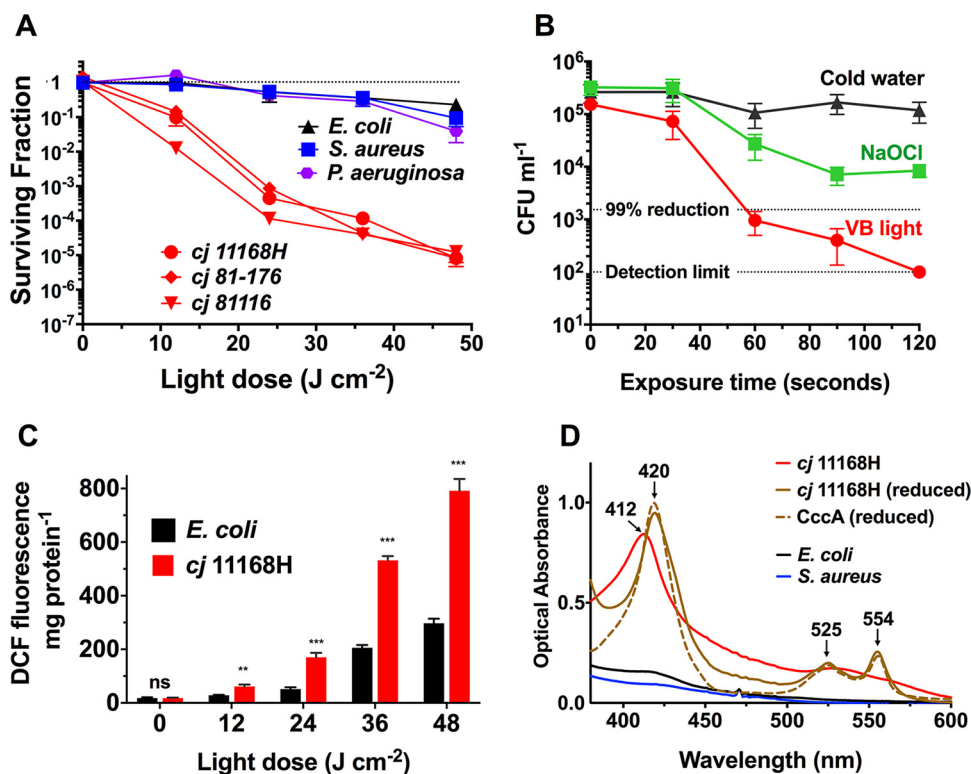 A
Surviving Fraction
1
10-1
10-2
10-3
10-4
10-5
10-6
10-7
E. coli
S. aureus
P. aeruginosa
cj 11168H
cj 81-176
cj 81116
0 10 20 30 40 50
Light dose (J cm-2)
B
CFU ml-1
106
105
104
103
102
101
Cold water
NaOCl
99% reduction
VB light
Detection limit
0 20 40 60 80 100 120
Exposure time (seconds)
C
DCF fluorescence
mg protein-1
800
600
400
200
0
E. coli
cj 11168H
ns
**
***
***
***
0 12 24 36 48
Light dose (J cm-2)
D
Optical Absorbance
1.0
0.5
0.0
420
412
525
554
cj 11168H
cj 11168H (reduced)
CccA (reduced)
E. coli
S. aureus
400 450 500 550 600
Wavelength (nm)